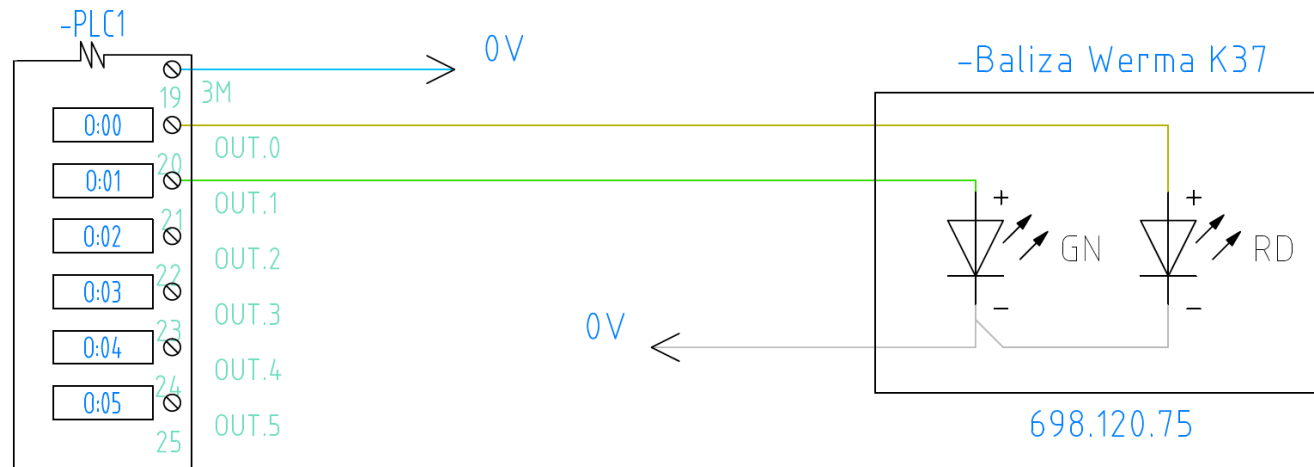 -PLC1
0V
-Baliza Werma K37
19 3M
0:00
OUT.0
20
0:01
OUT.1
21
+
+
0:02
GN
RD
OUT.2
22
0:03
-
-
OUT.3
0V
23
0:04
OUT.4
24
0:05
OUT.5
698.120.75
25